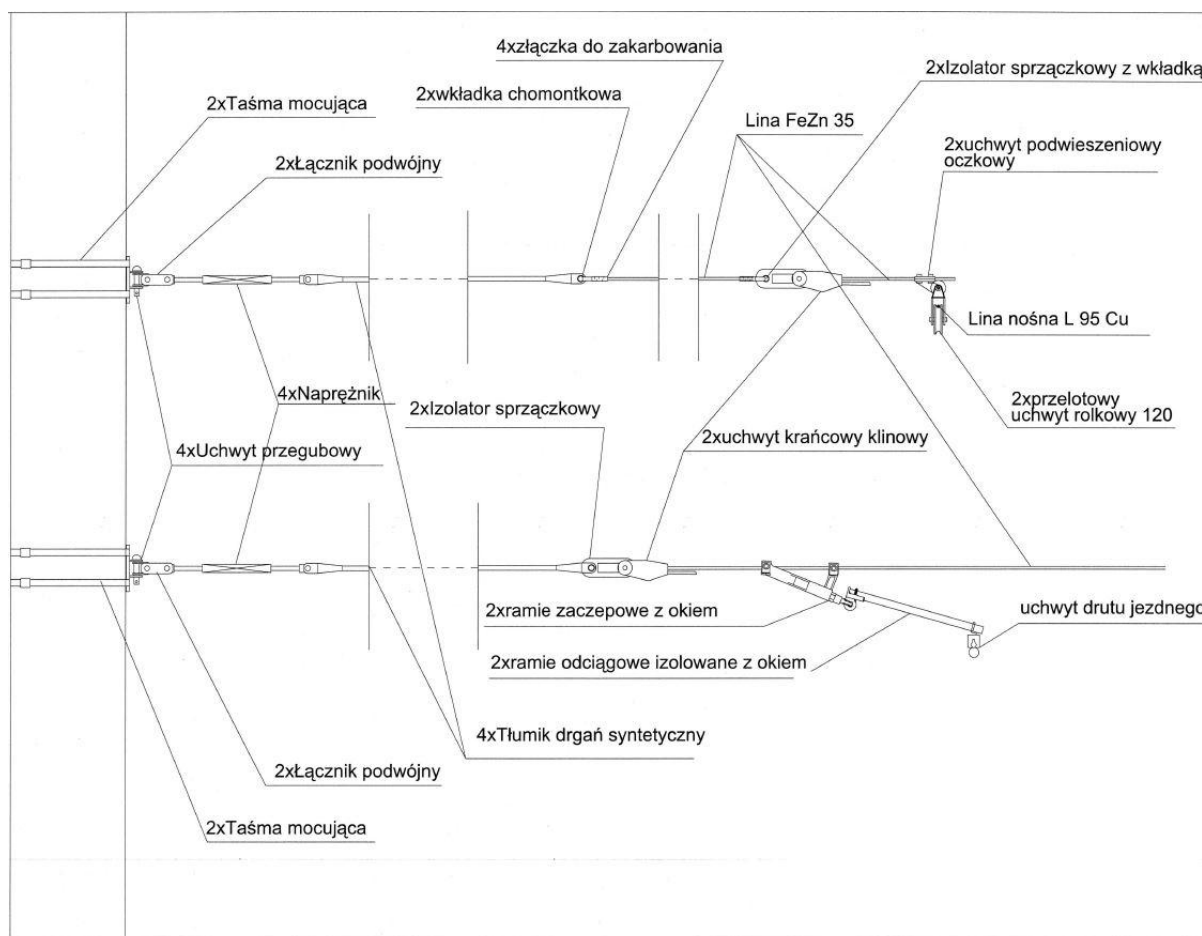 4xzłączka do zakarbowania
2xIzolator sprzączkowy z wkładką
2xwkładka chomontkowa
2xTaśma mocująca
Lina FeZn 35
2xuchwyt podwieszeniowy
oczkowy
2xŁącznik podwójny
Lina nośna L 95 Cu
4xNaprężnik
2xIzolator sprzączkowy
2xprzelotowy
uchwyt rolkowy 120
4xUchwyt przegubowy
2xuchwyt krańcowy klinowy
2xramie zaczepowe z okiem
uchwyt drutu jezdnego
2xramie odciągowe izolowane z okiem
4xTłumik drgań syntetyczny
2xŁącznik podwójny
2xTaśma mocująca